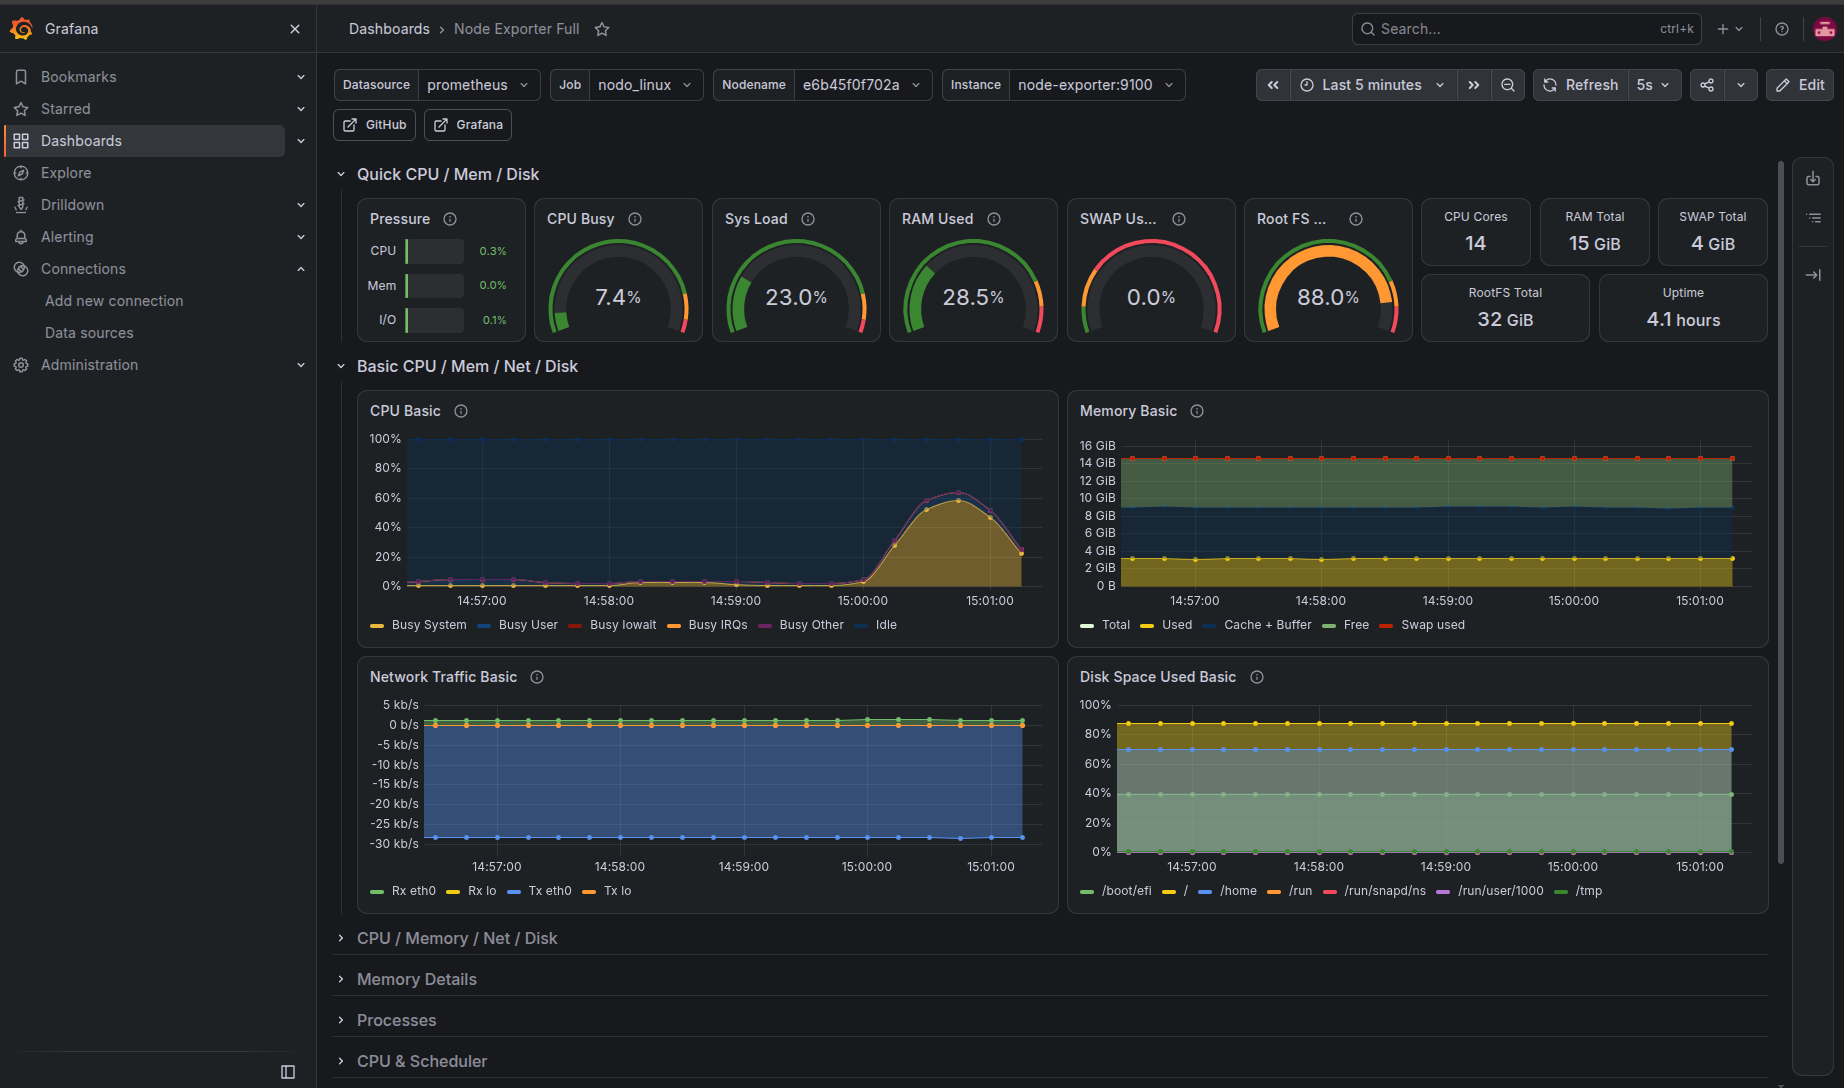 Grafana
Dashboards › Node Exporter Full
Search...
ctrl+k
Bookmarks
Starred
Dashboards
Explore
Drilldown
Alerting
Connections
Add new connection
Data sources
Administration
Datasource prometheus
Job nodo_linux
Nodename e6b45f0f702a
Instance node-exporter:9100
Last 5 minutes
Refresh 5s
Edit
GitHub
Grafana
Quick CPU / Mem / Disk
Pressure
CPU 0.3%
Mem 0.0%
I/O 0.1%
CPU Busy
7.4%
Sys Load
23.0%
RAM Used
28.5%
SWAP Us...
0.0%
Root FS ...
88.0%
CPU Cores
14
RAM Total
15 GiB
SWAP Total
4 GiB
RootFS Total
32 GiB
Uptime
4.1 hours
Basic CPU / Mem / Net / Disk
CPU Basic
100%
80%
60%
40%
20%
0%
14:57:00 14:58:00 14:59:00 15:00:00 15:01:00
Busy System Busy User Busy Iowait Busy IRQs Busy Other Idle
Memory Basic
16 GiB
14 GiB
12 GiB
10 GiB
8 GiB
6 GiB
4 GiB
2 GiB
0 B
14:57:00 14:58:00 14:59:00 15:00:00 15:01:00
Total Used Cache + Buffer Free Swap used
Network Traffic Basic
5 kb/s
0 b/s
-5 kb/s
-10 kb/s
-15 kb/s
-20 kb/s
-25 kb/s
-30 kb/s
14:57:00 14:58:00 14:59:00 15:00:00 15:01:00
Rx eth0 Rx lo Tx eth0 Tx lo
Disk Space Used Basic
100%
80%
60%
40%
20%
0%
14:57:00 14:58:00 14:59:00 15:00:00 15:01:00
/boot/efi / /home /run /run/snapd/ns /run/user/1000 /tmp
CPU / Memory / Net / Disk
Memory Details
Processes
CPU & Scheduler